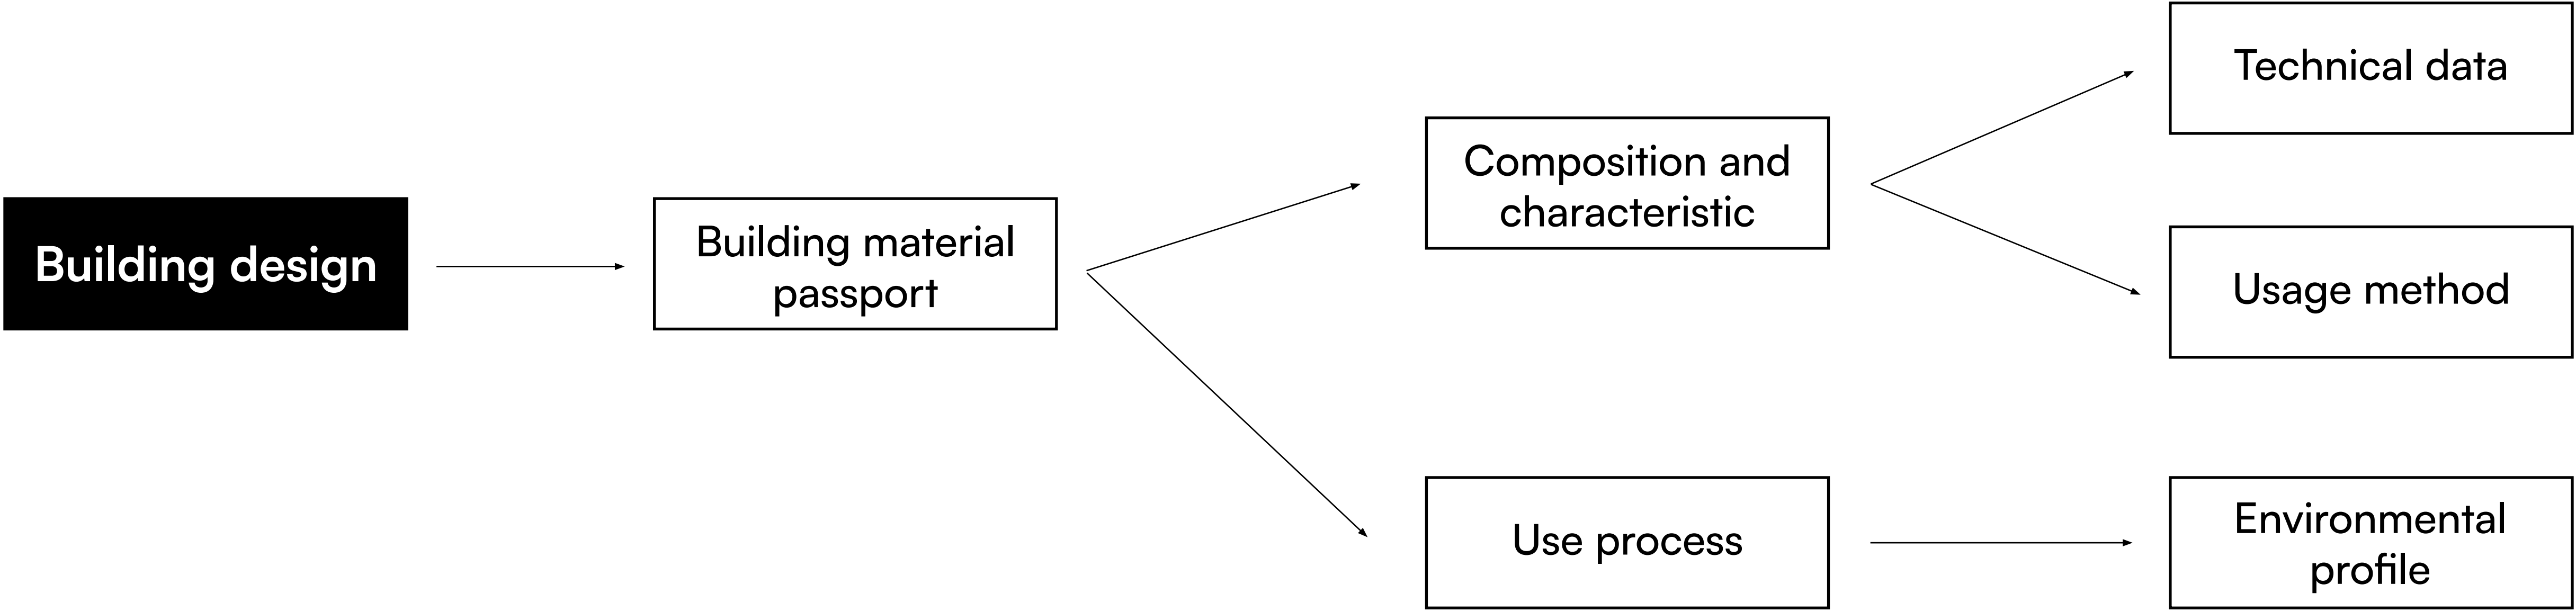 Building design
Building material
passport
Composition and
characteristic
Use process
Technical data
Usage method
Environmental
profile